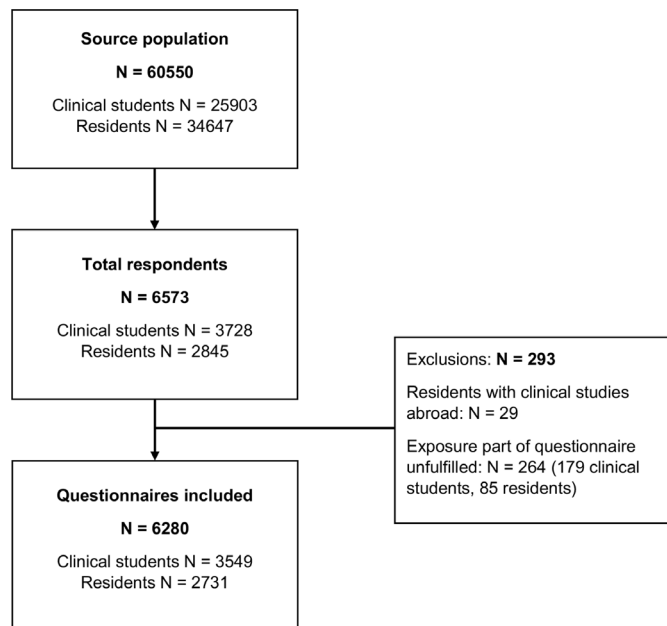 Source population
N = 60550
Clinical students N = 25903
Residents N = 34647
Total respondents
N = 6573
Clinical students N = 3728
Residents N = 2845
Exclusions: N = 293
Residents with clinical studies
abroad: N = 29
Exposure part of questionnaire
unfulfilled: N = 264 (179 clinical
students, 85 residents)
Questionnaires included
N = 6280
Clinical students N = 3549
Residents N = 2731